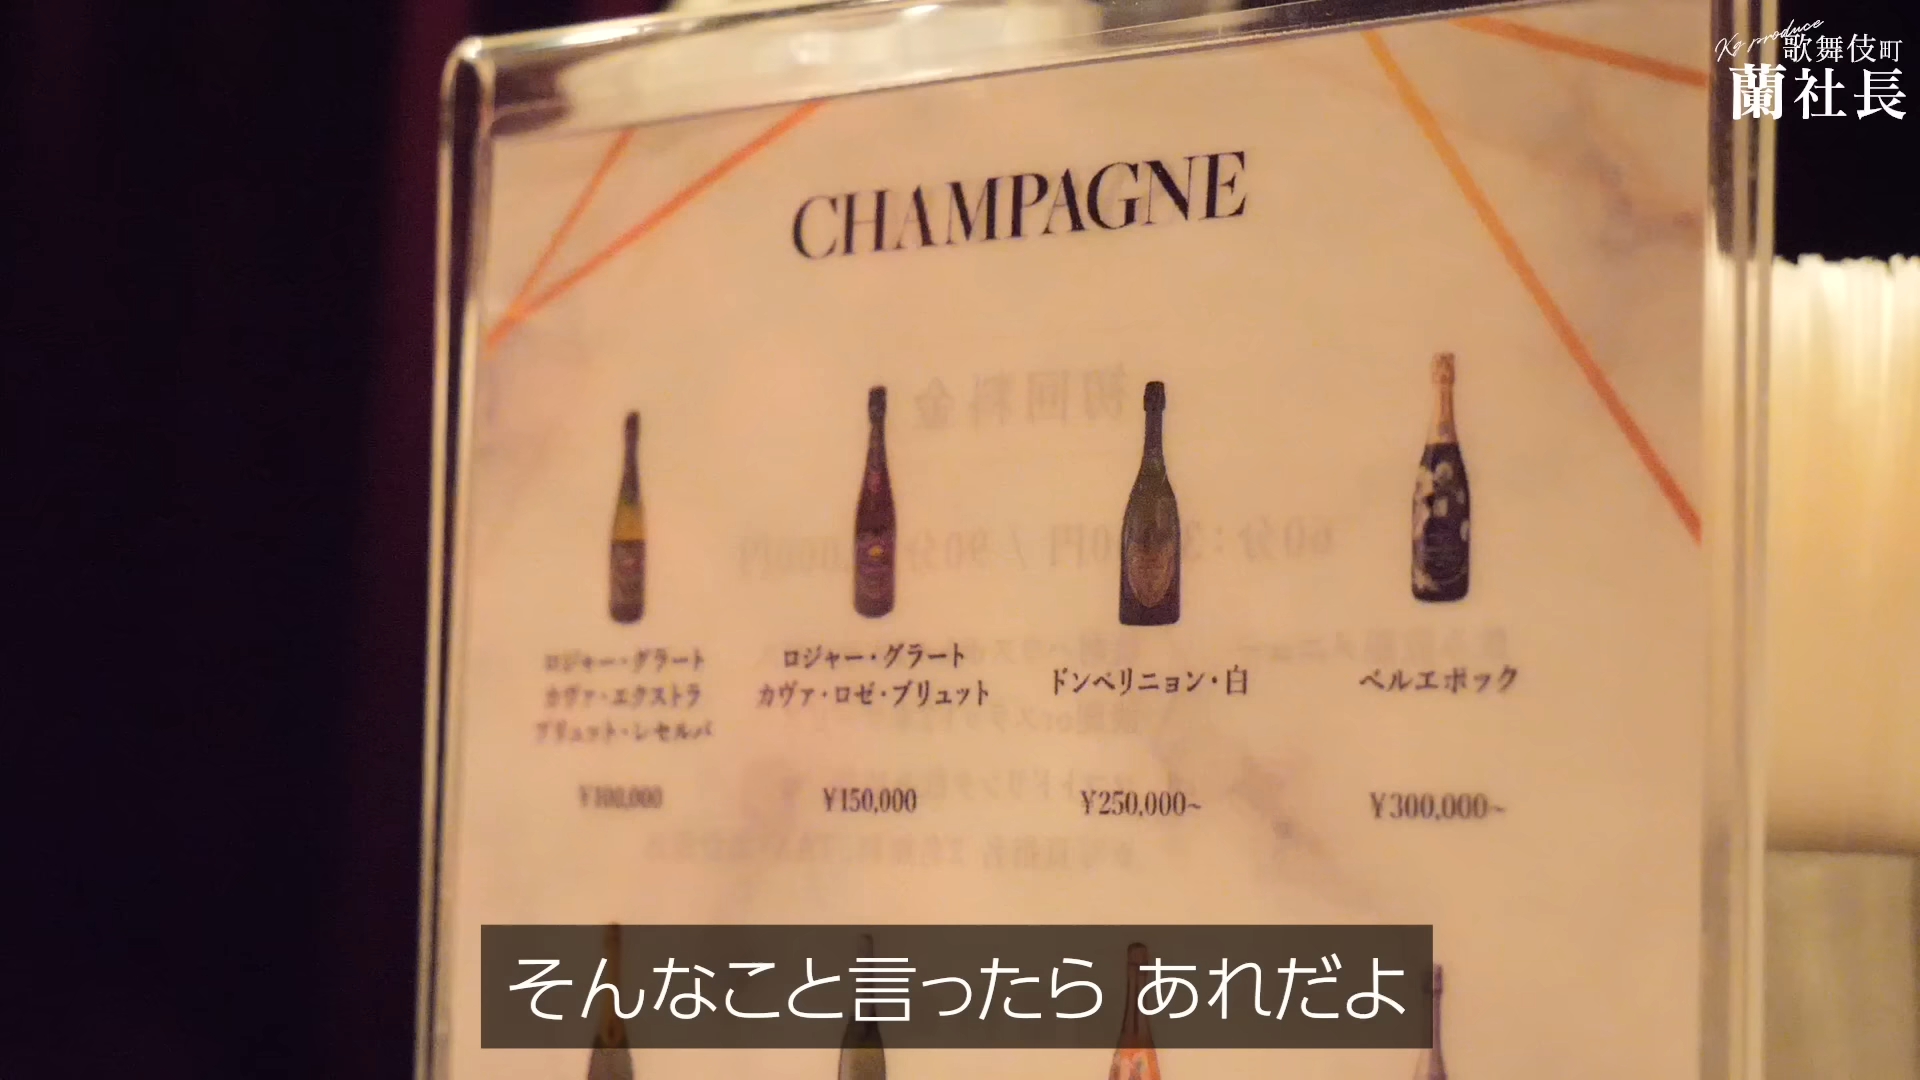 Kg produce
歌舞伎町
蘭社長
CHAMPAGNE
ロジャー・グラート
カヴァ・エクストラ
ブリュット・レセルバ
¥100,000
ロジャー・グラート
カヴァ・ロゼ・ブリュット
¥150,000
ドンペリニョン・白
¥250,000~
ベルエポック
¥300,000~
初回料金
そんなこと言ったら あれだよ